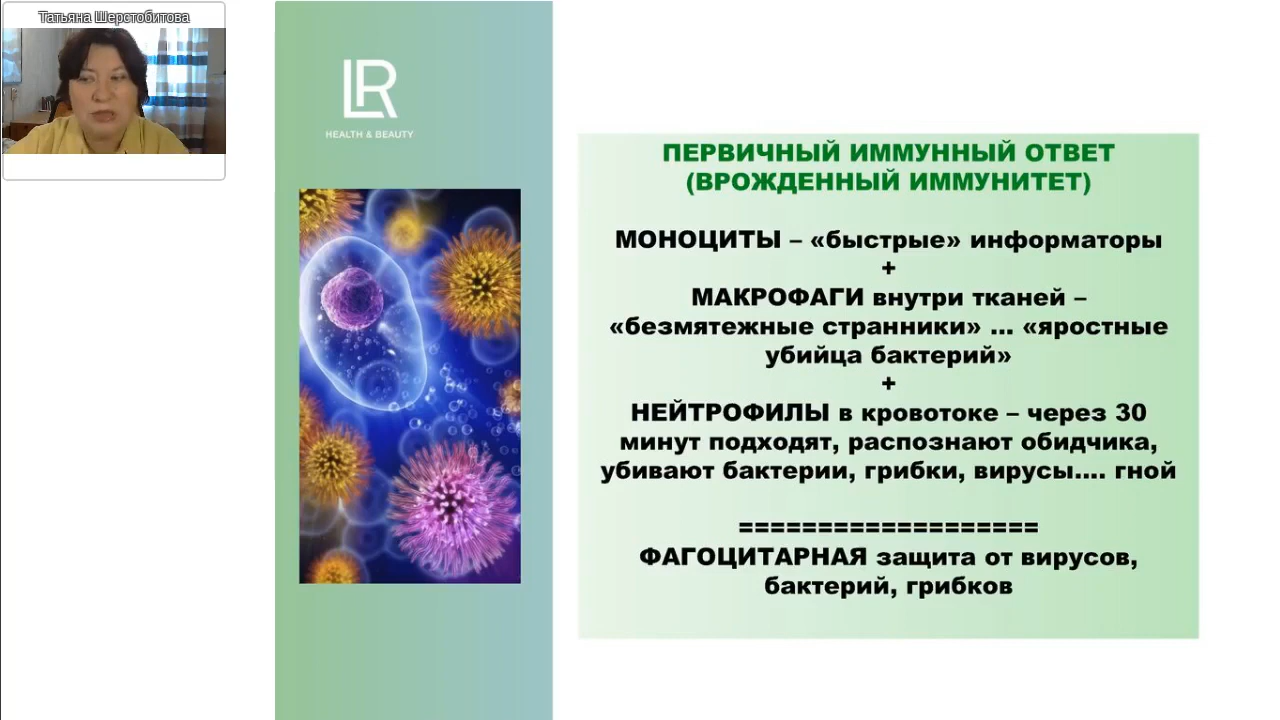 Татьяна Шерстобитова
LR
HEALTH & BEAUTY
ПЕРВИЧНЫЙ ИММУННЫЙ ОТВЕТ
(ВРОЖДЕННЫЙ ИММУНИТЕТ)
МОНОЦИТЫ – «быстрые» информаторы
+
МАКРОФАГИ внутри тканей –
«безмятежные странники» ... «яростные
убийца бактерий»
+
НЕЙТРОФИЛЫ в кровотоке – через 30
минут подходят, распознают обидчика,
убивают бактерии, грибки, вирусы.... гной
===================
ФАГОЦИТАРНАЯ защита от вирусов,
бактерий, грибков